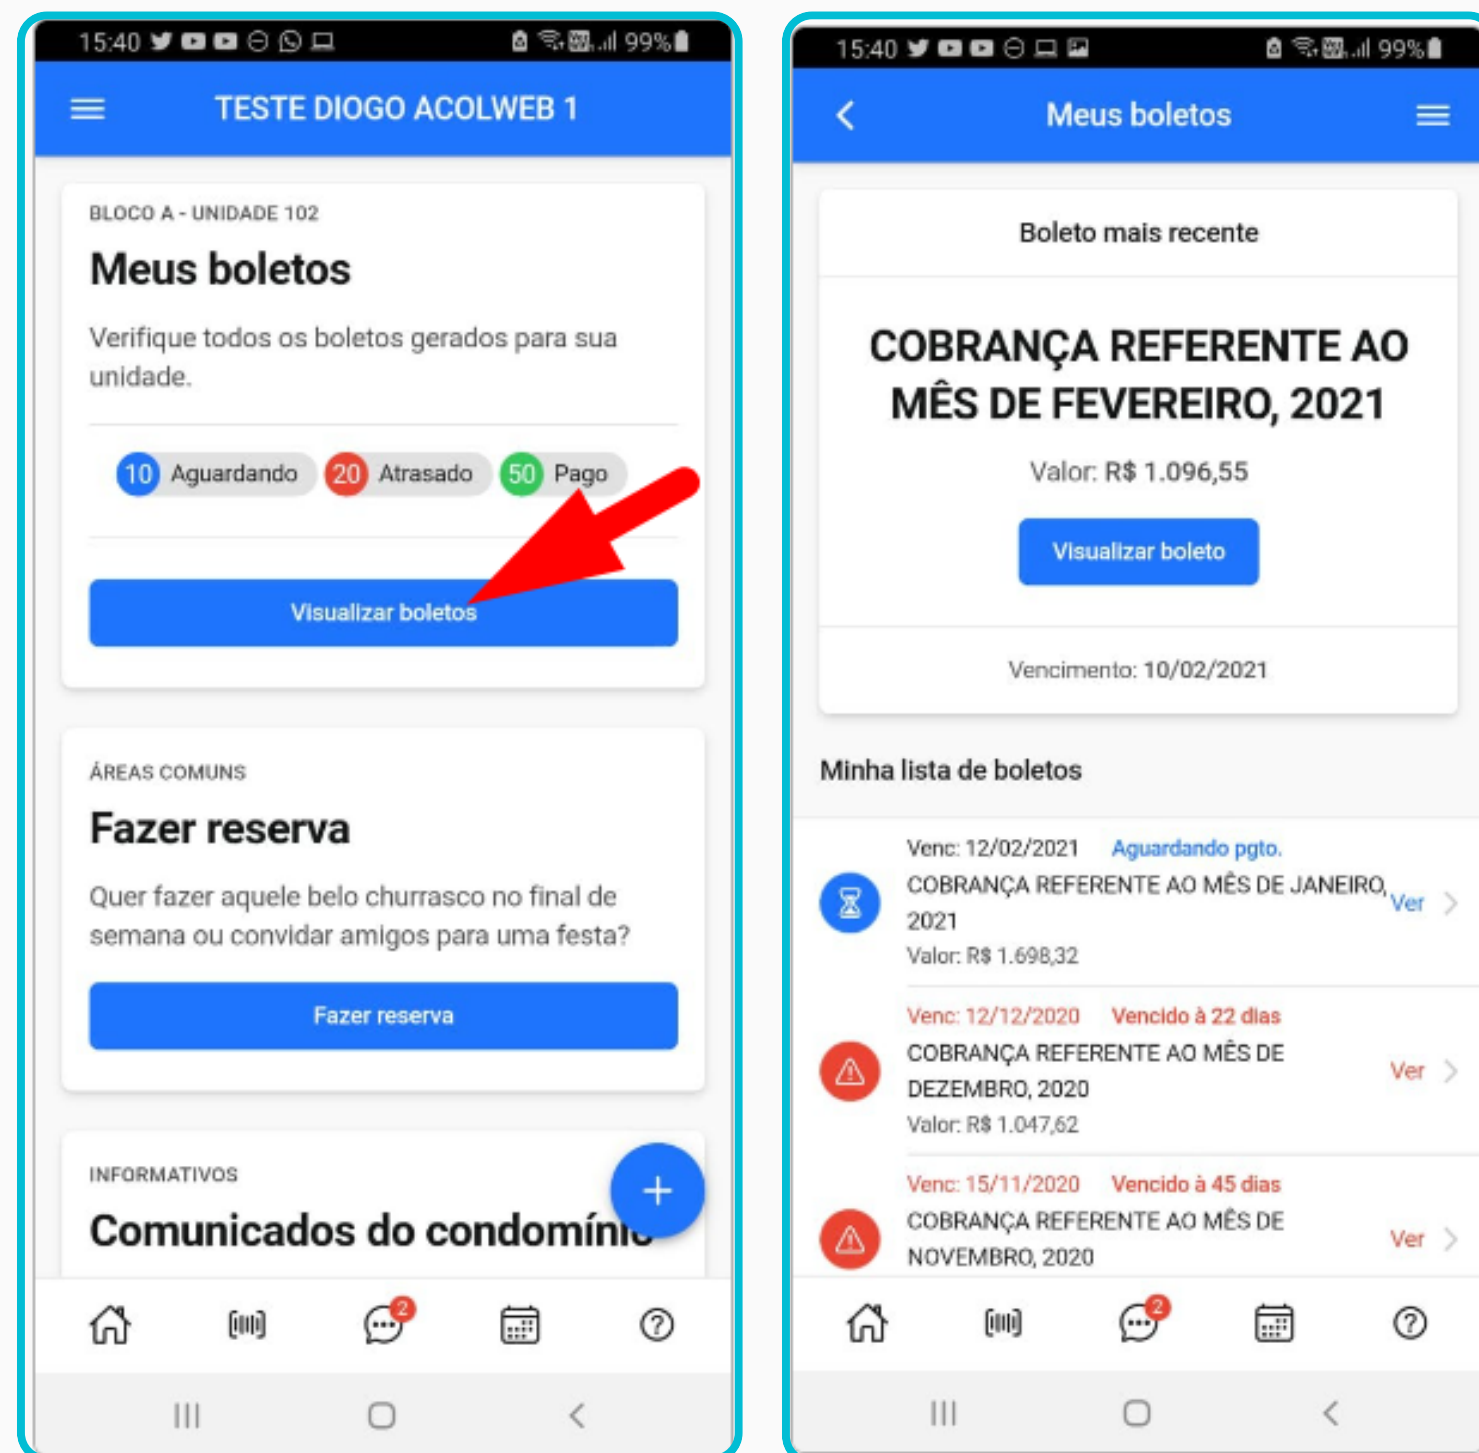 15:40
99%
TESTE DIOGO ACOLWEB 1
BLOCO A - UNIDADE 102
Meus boletos
Verifique todos os boletos gerados para sua
unidade.
10 Aguardando 20 Atrasado 50 Pago
Visualizar boletos
ÁREAS COMUNS
Fazer reserva
Quer fazer aquele belo churrasco no final de
semana ou convidar amigos para uma festa?
Fazer reserva
INFORMATIVOS
Comunicados do condomínio
2
15:40
99%
Meus boletos
Boleto mais recente
COBRANÇA REFERENTE AO
MÊS DE FEVEREIRO, 2021
Valor: R$ 1.096,55
Visualizar boleto
Vencimento: 10/02/2021
Minha lista de boletos
Venc: 12/02/2021 Aguardando pgto.
COBRANÇA REFERENTE AO MÊS DE JANEIRO,
2021
Ver
Valor: R$ 1.698,32
Venc: 12/12/2020 Vencido à 22 dias
COBRANÇA REFERENTE AO MÊS DE
DEZEMBRO, 2020
Ver
Valor: R$ 1.047,62
Venc: 15/11/2020 Vencido à 45 dias
COBRANÇA REFERENTE AO MÊS DE
NOVEMBRO, 2020
Ver
2